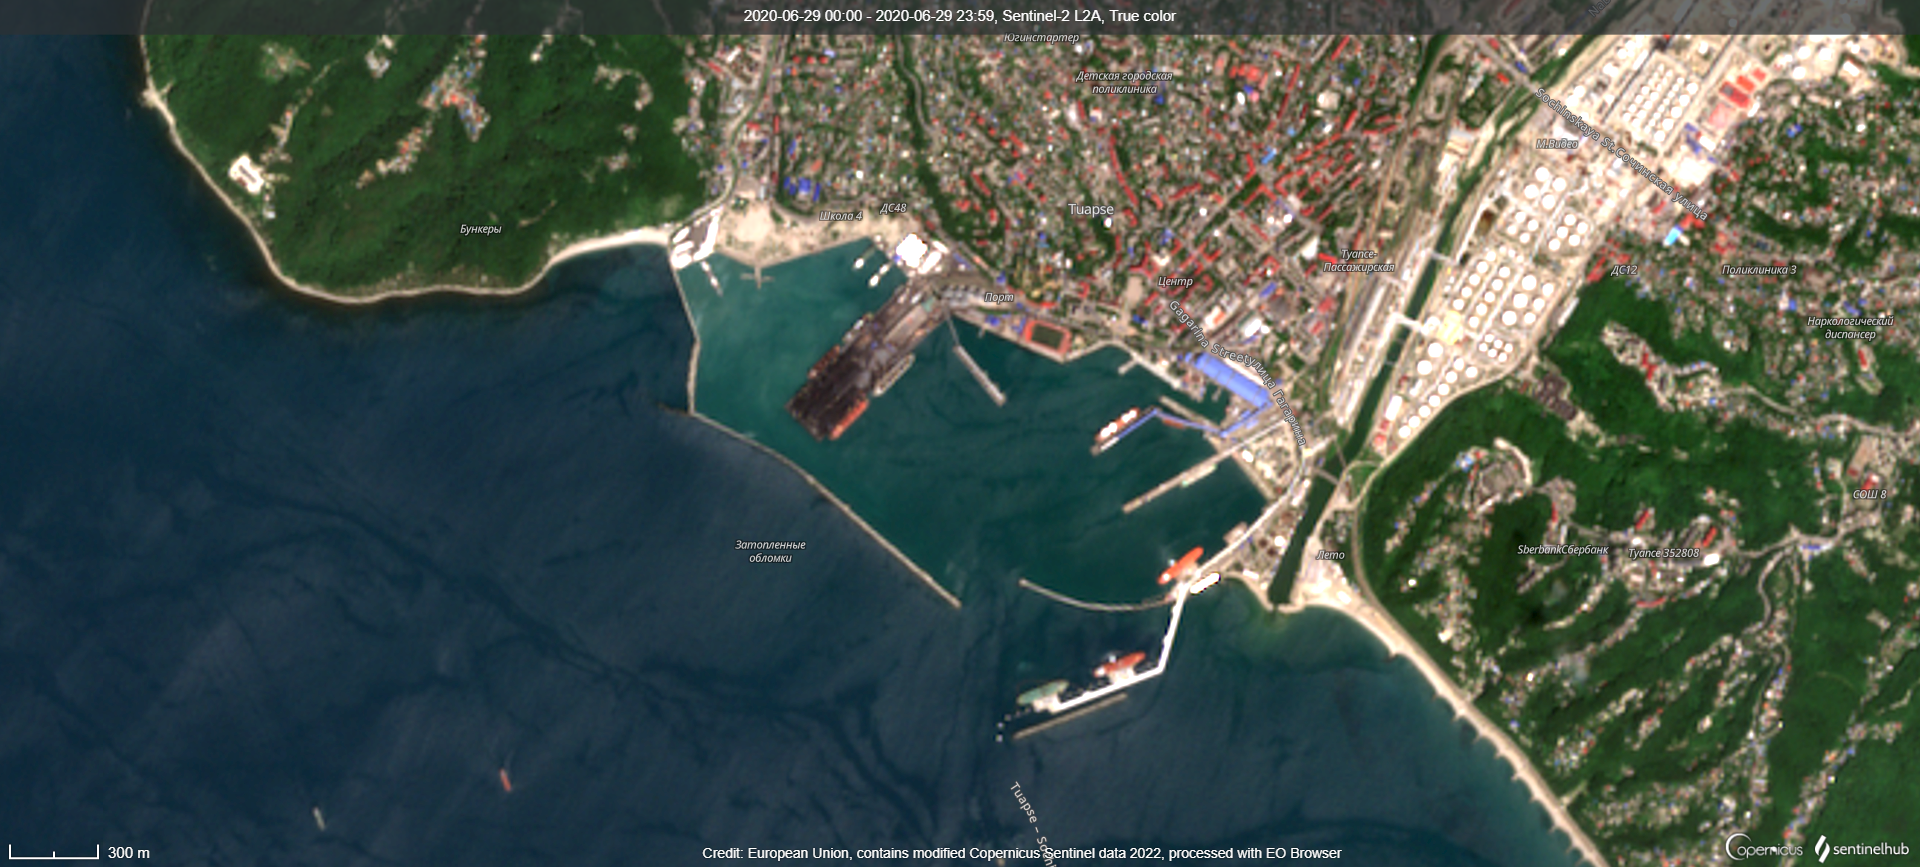 2020-06-29 00:00 - 2020-06-29 23:59, Sentinel-2 L2A, True color
Югинстартер
Детская городская
поликлиника
Sochinskaya St.Сочинская улица
М.Видео
Школа 4
ДС48
Tuapse
Бункеры
Туапсе-
Пассажирская
ДС12
Поликлиника 3
Центр
Порт
Gagarina Streetулица Гагарина
Наркологический
диспансер
СОШ 8
Затопленные
обломки
Лето
SberbankСбербанк
Туапсе 352808
Tuapse – Sochi
300 m
Credit: European Union, contains modified Copernicus Sentinel data 2022, processed with EO Browser
Copernicus
sentinelhub